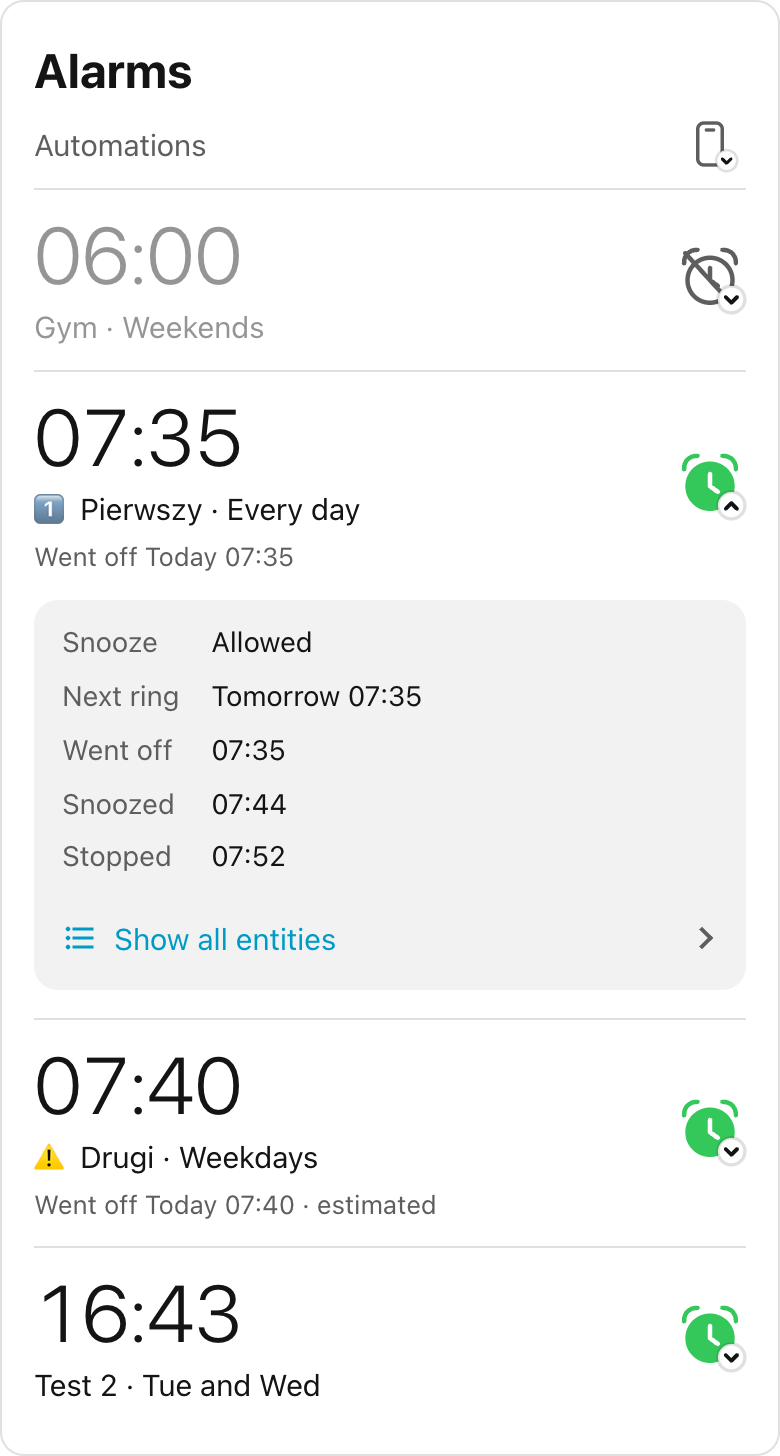 Alarms
Automations
06:00
Gym · Weekends
07:35
1️⃣ Pierwszy · Every day
Went off Today 07:35
Snooze Allowed
Next ring Tomorrow 07:35
Went off 07:35
Snoozed 07:44
Stopped 07:52
Show all entities
07:40
⚠️ Drugi · Weekdays
Went off Today 07:40 · estimated
16:43
Test 2 · Tue and Wed